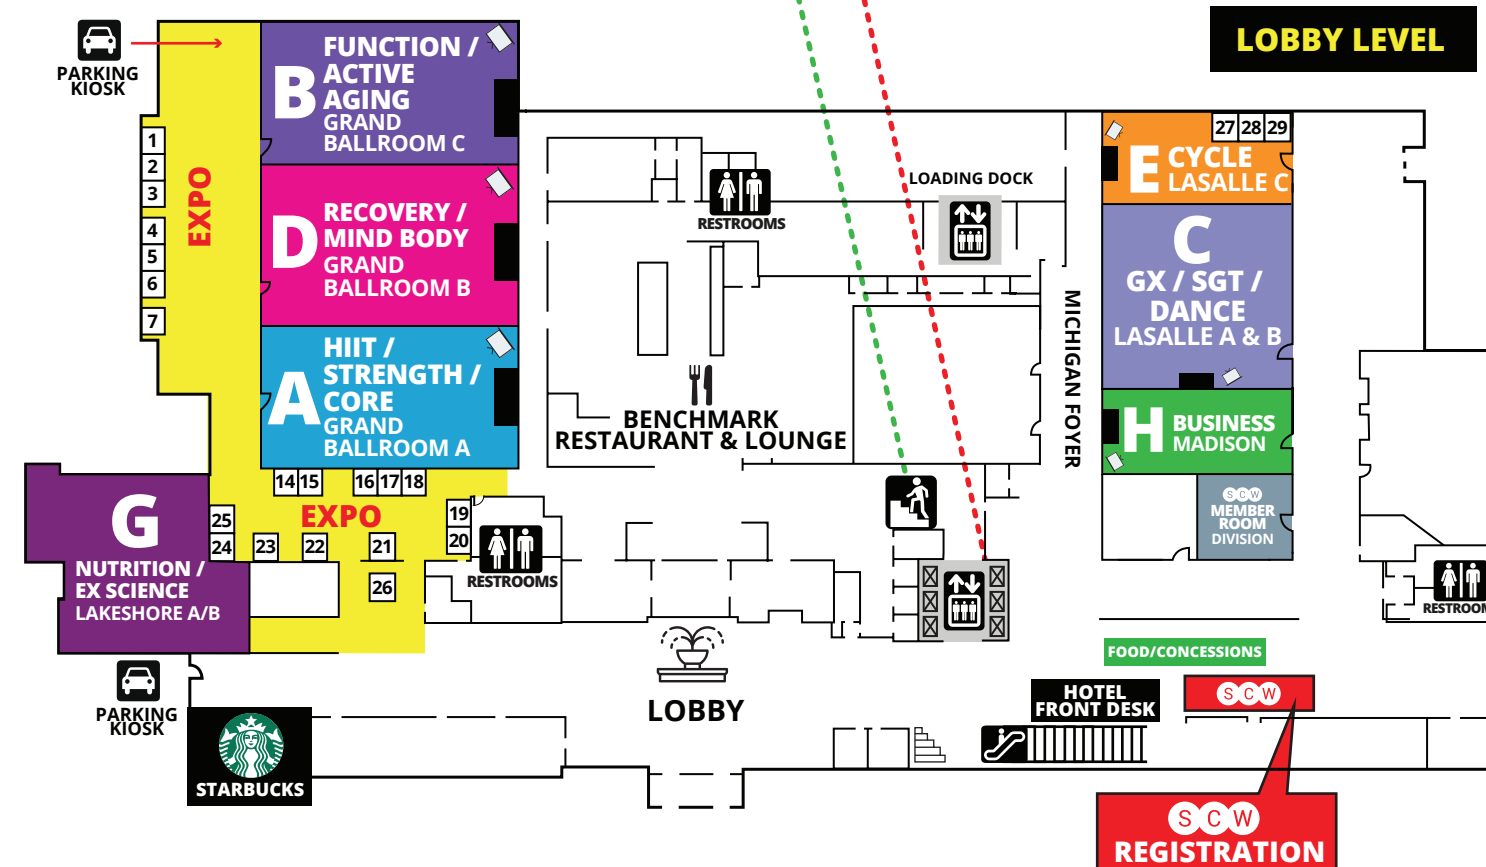 LOBBY LEVEL
PARKING
KIOSK
EXPO
1
2
3
4
5
6
7
B
FUNCTION /
ACTIVE
AGING
GRAND
BALLROOM C
D
RECOVERY /
MIND BODY
GRAND
BALLROOM B
A
HIIT /
STRENGTH /
CORE
GRAND
BALLROOM A
14 15 16 17 18
EXPO
19
20
25
24
23
22
21
26
G
NUTRITION /
EX SCIENCE
LAKESHORE A/B
RESTROOMS
RESTROOMS
LOADING DOCK
BENCHMARK
RESTAURANT & LOUNGE
MICHIGAN FOYER
27 28 29
E
CYCLE
LASALLE C
C
GX / SGT /
DANCE
LASALLE A & B
H
BUSINESS
MADISON
SCW
MEMBER
ROOM
DIVISION
RESTROOM
FOOD/CONCESSIONS
SCW
HOTEL
FRONT DESK
LOBBY
PARKING
KIOSK
STARBUCKS
SCW
REGISTRATION